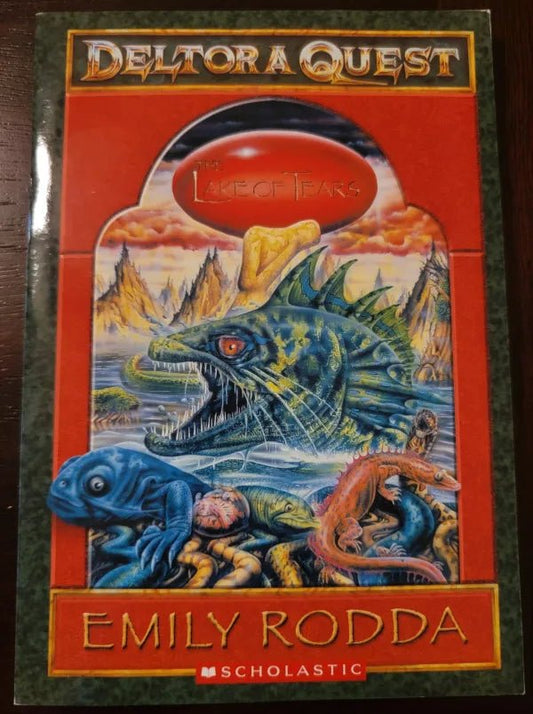 DELTORA QUEST
THE
LAKE OF TEARS
EMILY RODDA
SCHOLASTIC